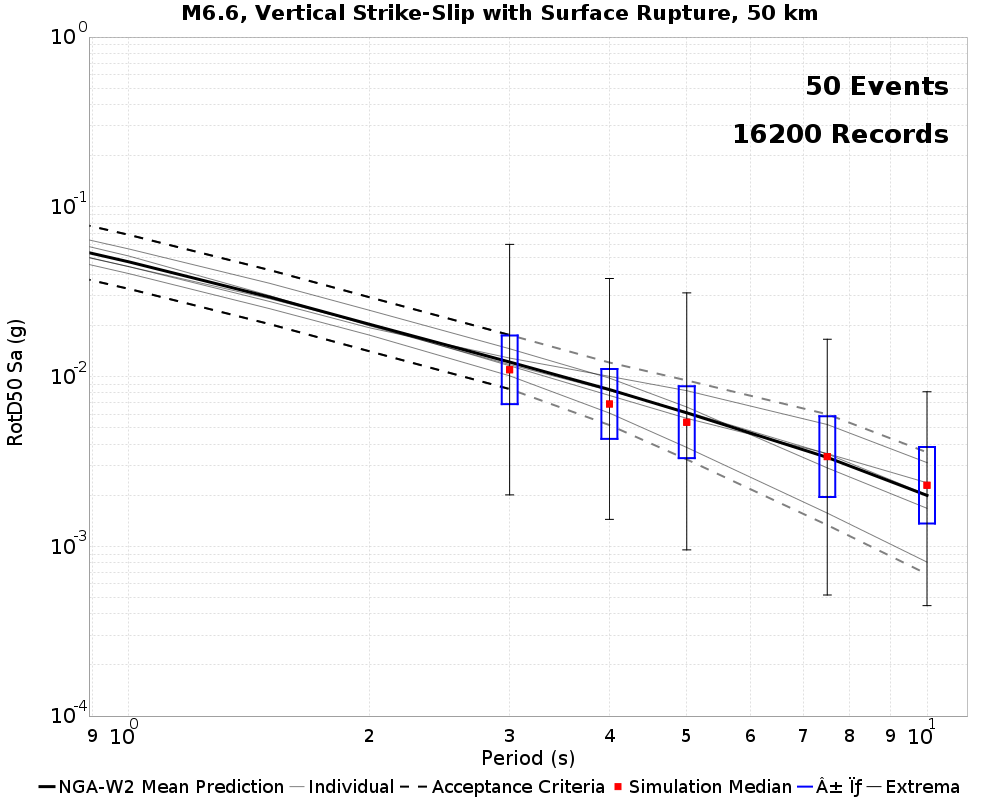 M6.6, Vertical Strike-Slip with Surface Rupture, 50 km
50 Events
16200 Records
RotD50 Sa (g)
10^0
10^-1
10^-2
10^-3
10^-4
9 10^0 2 3 4 5 6 7 8 9 10^1
Period (s)
NGA-W2 Mean Prediction Individual Acceptance Criteria Simulation Median Â± Ïƒ Extrema